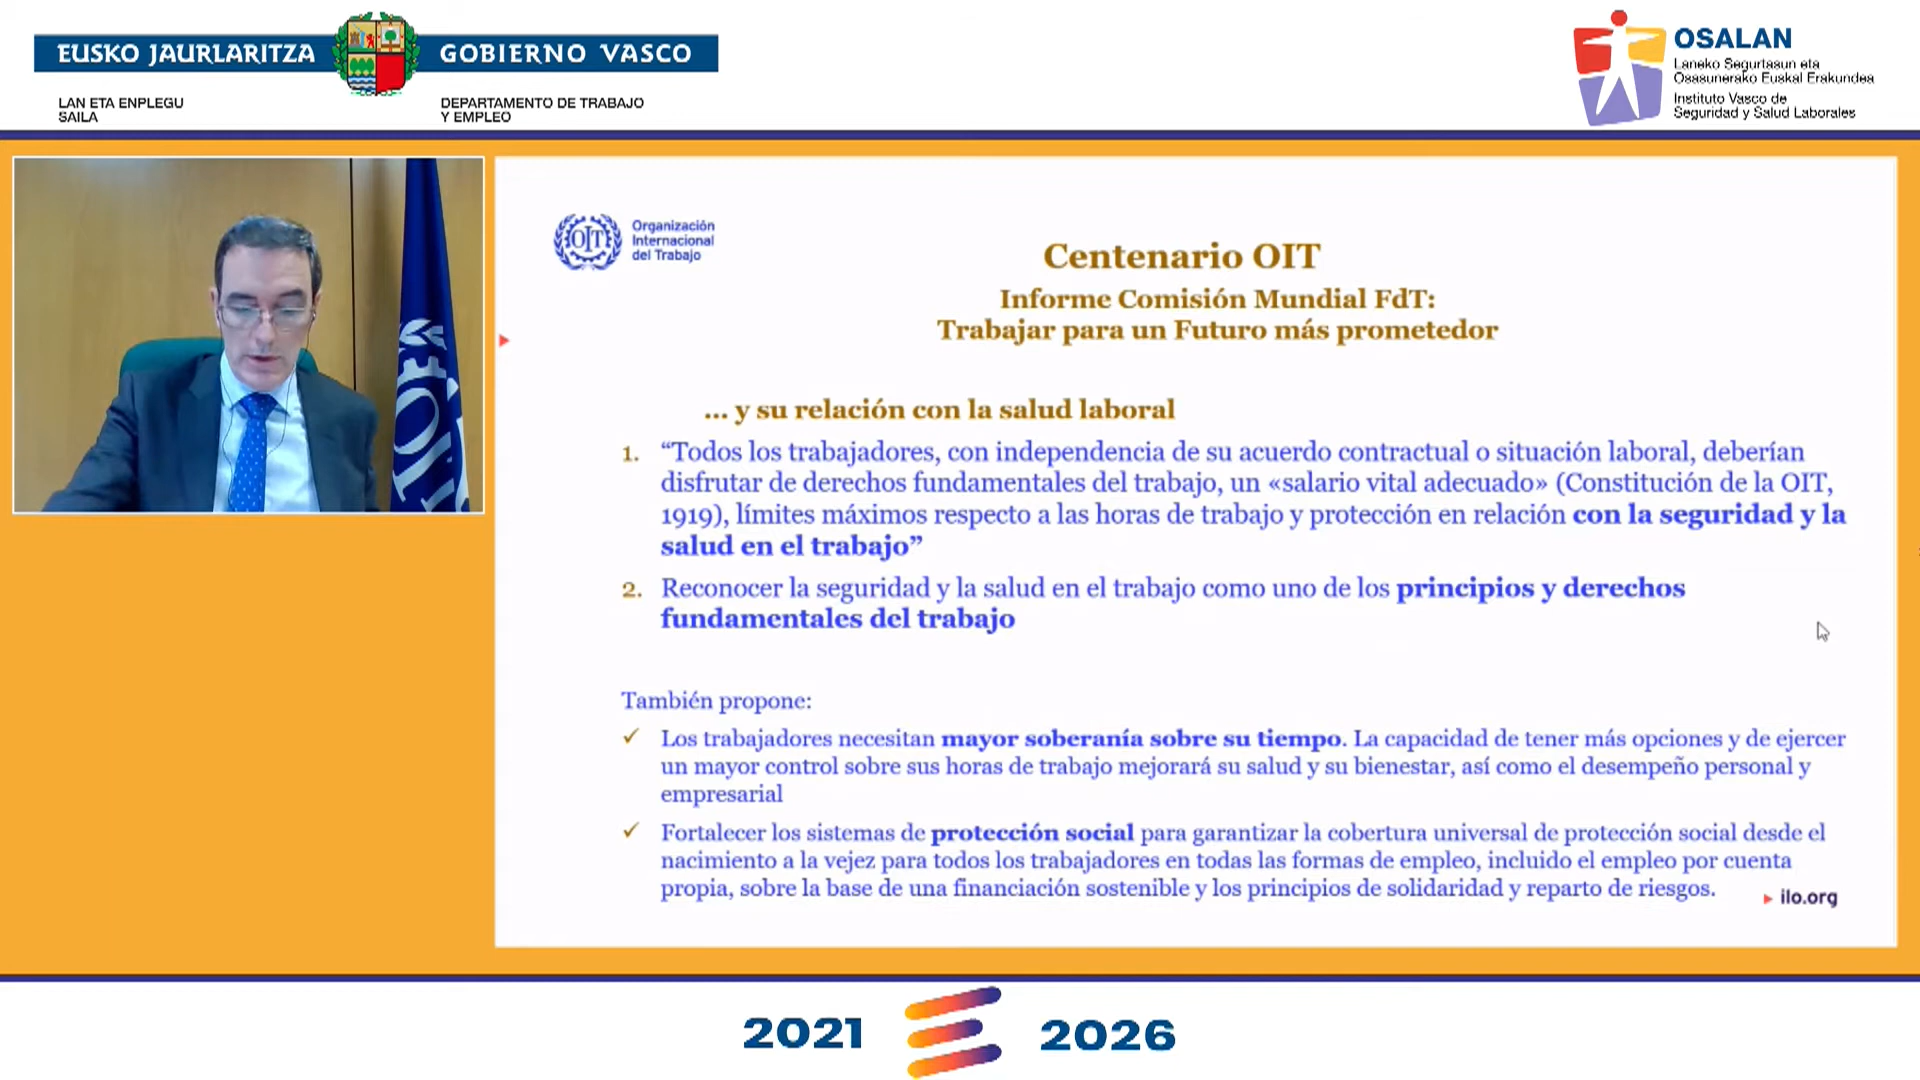 EUSKO JAURLARITZA
GOBIERNO VASCO
LAN ETA ENPLEGU
SAILA
DEPARTAMENTO DE TRABAJO
Y EMPLEO
OSALAN
Laneko Segurtasun eta
Osasunerako Euskal Erakundea
Instituto Vasco de
Seguridad y Salud Laborales
OIT
OIT
Organización
Internacional
del Trabajo
Centenario OIT
Informe Comisión Mundial FdT:
Trabajar para un Futuro más prometedor
... y su relación con la salud laboral
1. “Todos los trabajadores, con independencia de su acuerdo contractual o situación laboral, deberían
disfrutar de derechos fundamentales del trabajo, un «salario vital adecuado» (Constitución de la OIT,
1919), límites máximos respecto a las horas de trabajo y protección en relación con la seguridad y la
salud en el trabajo”
2. Reconocer la seguridad y la salud en el trabajo como uno de los principios y derechos
fundamentales del trabajo
También propone:
✓ Los trabajadores necesitan mayor soberanía sobre su tiempo. La capacidad de tener más opciones y de ejercer
un mayor control sobre sus horas de trabajo mejorará su salud y su bienestar, así como el desempeño personal y
empresarial
✓ Fortalecer los sistemas de protección social para garantizar la cobertura universal de protección social desde el
nacimiento a la vejez para todos los trabajadores en todas las formas de empleo, incluido el empleo por cuenta
propia, sobre la base de una financiación sostenible y los principios de solidaridad y reparto de riesgos.
ilo.org
2021
2026